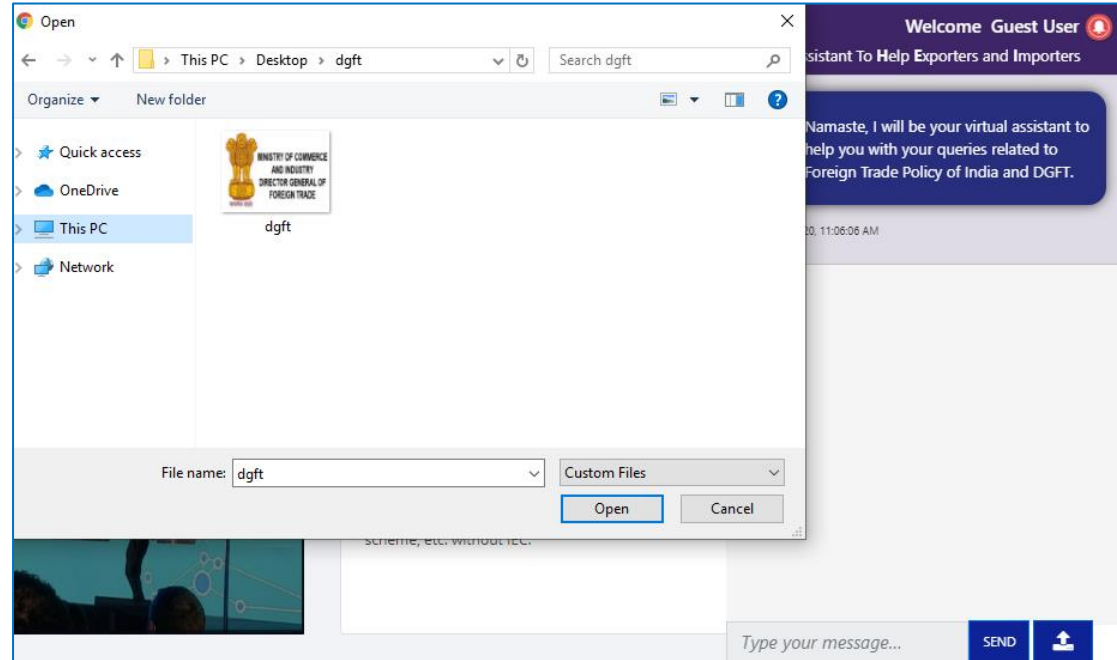 Open
This PC > Desktop > dgft
Search dgft
Organize
New folder
Quick access
OneDrive
This PC
Network
MINISTRY OF COMMERCE
AND INDUSTRY
DIRECTOR GENERAL OF
FOREIGN TRADE
dgft
File name:
dgft
Custom Files
Open
Cancel
Welcome Guest User
sistant To Help Exporters and Importers
Namaste, I will be your virtual assistant to
help you with your queries related to
Foreign Trade Policy of India and DGFT.
20, 11:06:06 AM
scheme, etc. without IEC.
Type your message...
SEND